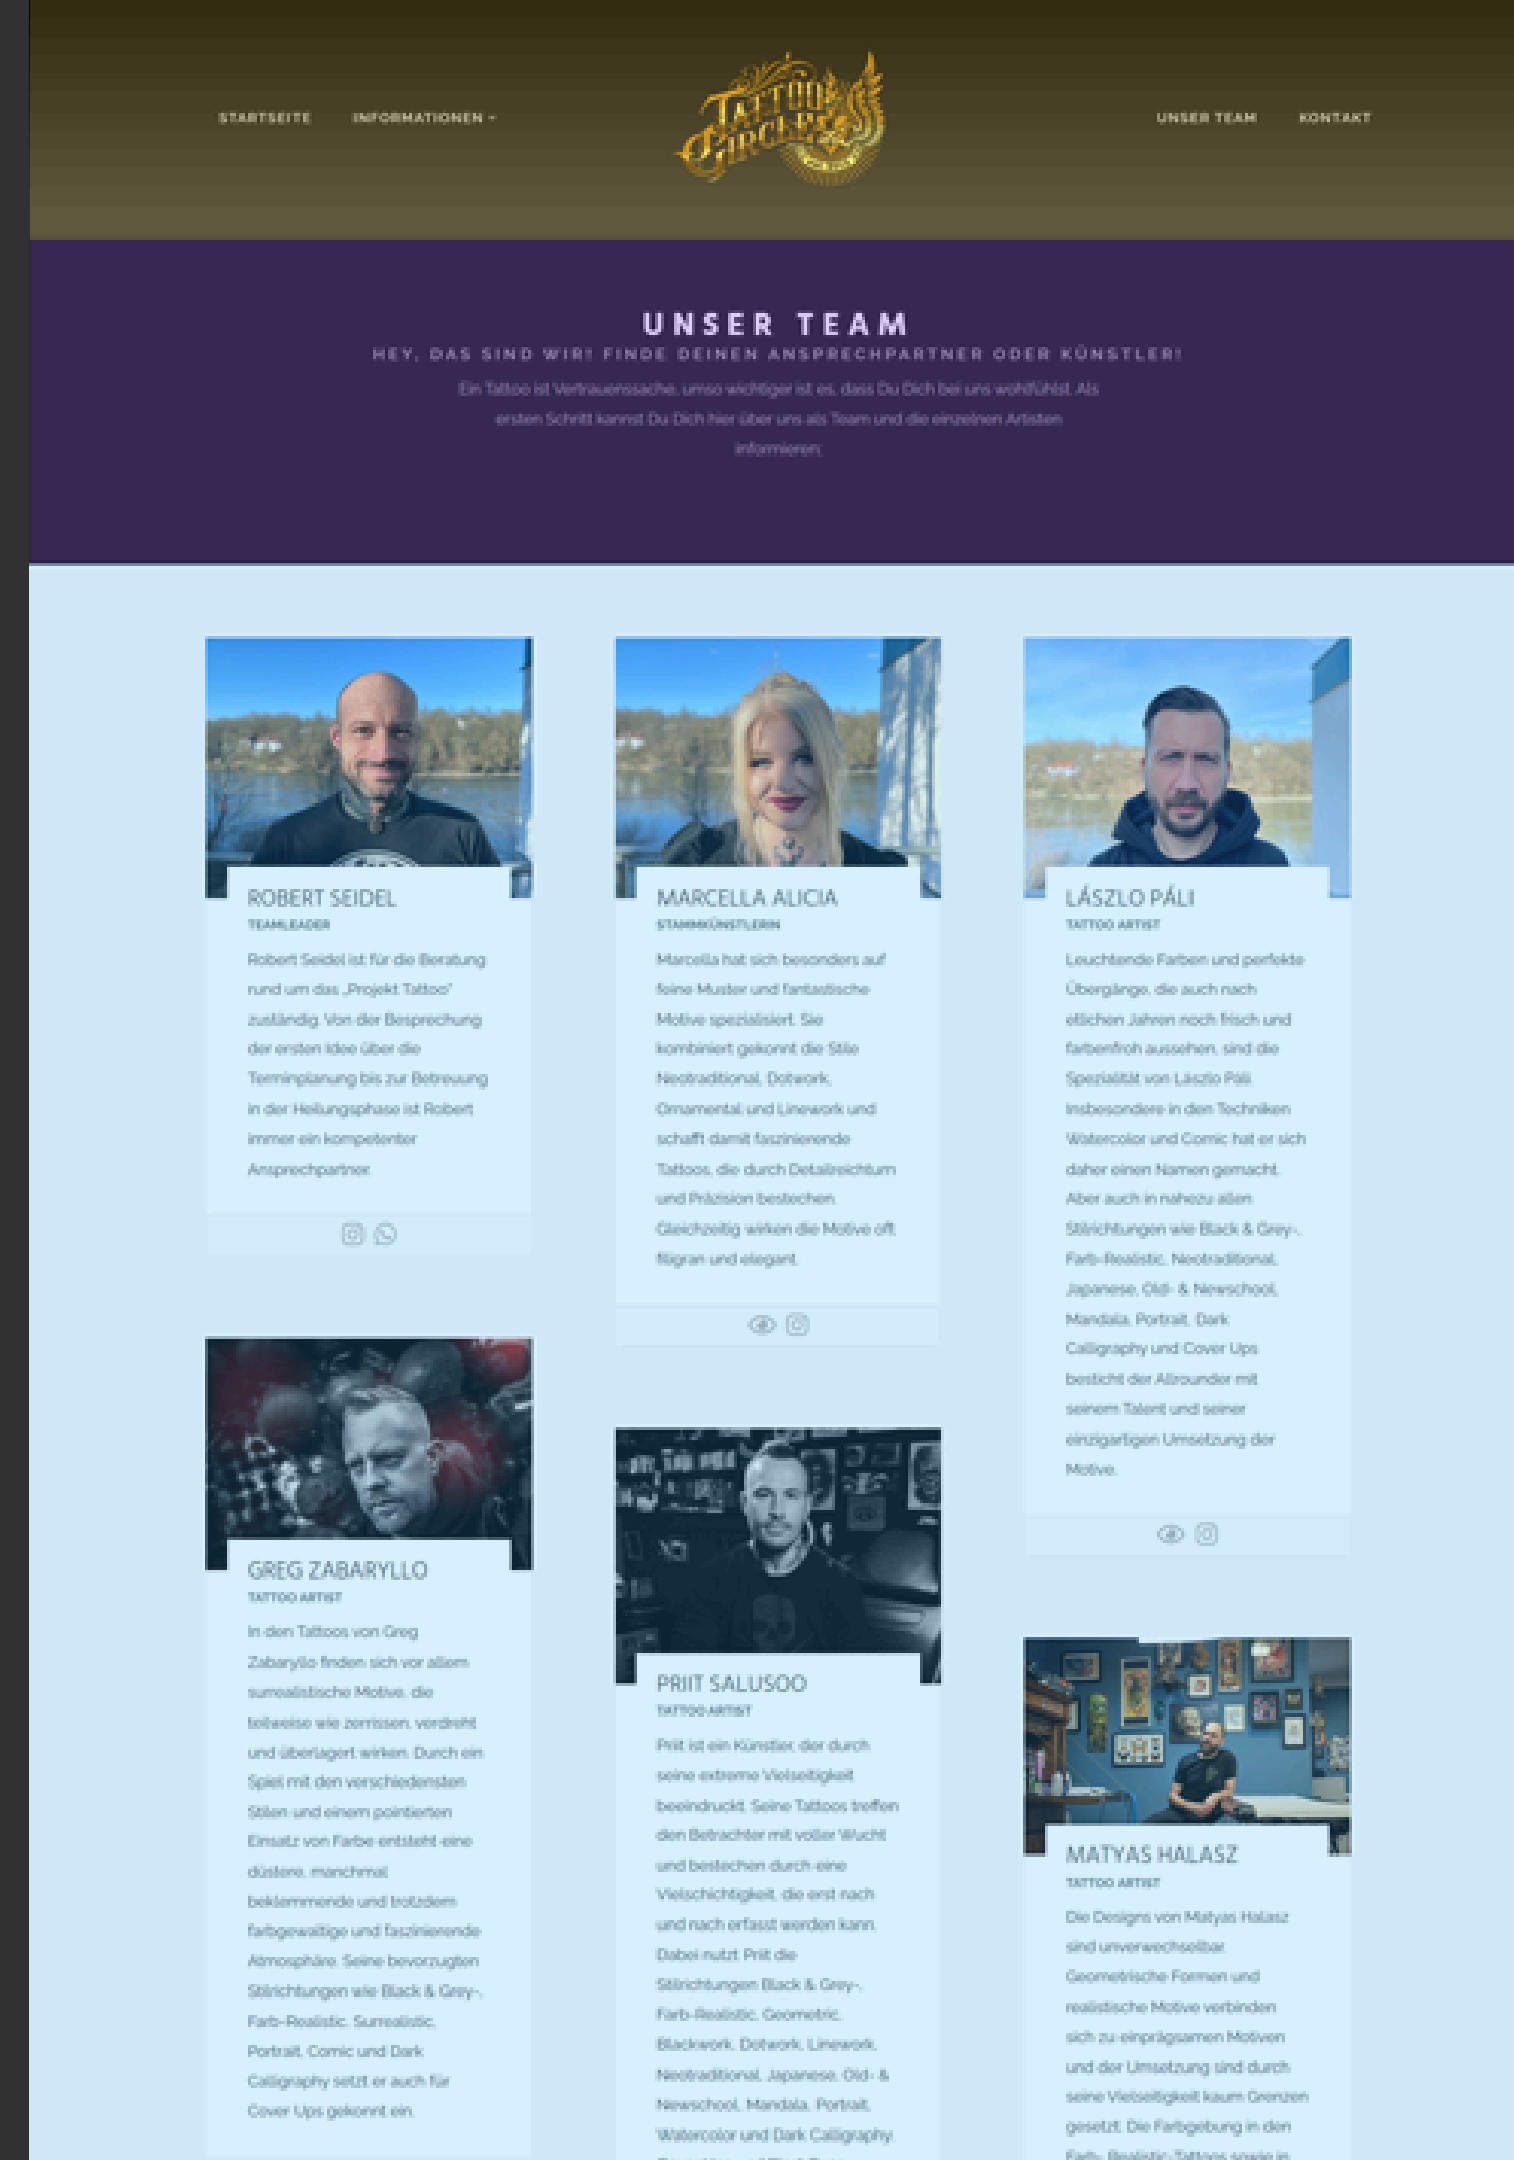 STARTSEITE
INFORMATIONEN
TATTOO
CIRCLE
UNSER TEAM
KONTAKT
UNSER TEAM
HEY, DAS SIND WIR! FINDE DEINEN ANSPRECHPARTNER ODER KÜNSTLER!
Ein Tattoo ist Vertrauenssache, umso wichtiger ist es, dass Du Dich bei uns wohlfühlst. Als
ersten Schritt kannst Du Dich hier über uns als Team und die einzelnen Artisten
informieren:
ROBERT SEIDEL
TEAMLEADER
Robert Seidel ist für die Beratung
rund um das „Projekt Tattoo“
zuständig. Von der Besprechung
der ersten Idee über die
Terminplanung bis zur Betreuung
in der Heilungsphase ist Robert
immer ein kompetenter
Ansprechpartner.
MARCELLA ALICIA
STAMMKÜNSTLERIN
Marcella hat sich besonders auf
feine Muster und fantastische
Motive spezialisiert. Sie
kombiniert gekonnt die Stile
Neotraditional, Dotwork,
Ornamental und Linework und
schafft damit faszinierende
Tattoos, die durch Detailreichtum
und Präzision bestechen.
Gleichzeitig wirken die Motive oft
filigran und elegant.
LÁSZLO PÁLI
TATTOO ARTIST
Leuchtende Farben und perfekte
Übergänge, die auch nach
etlichen Jahren noch frisch und
farbenfroh aussehen, sind die
Spezialität von Laszlo Páli.
Insbesondere in den Techniken
Watercolor und Comic hat er sich
daher einen Namen gemacht.
Aber auch in nahezu allen
Stilrichtungen wie Black & Grey-,
Farb-Realistic, Neotraditional,
Japanese, Old- & Newschool,
Mandala, Portrait, Dark
Calligraphy und Cover Ups
besticht der Allrounder mit
seinem Talent und seiner
einzigartigen Umsetzung der
Motive.
GREG ZABARYLLO
TATTOO ARTIST
In den Tattoos von Greg
Zabaryllo finden sich vor allem
surrealistische Motive, die
teilweise wie zerrissen, verdreht
und überlagert wirken. Durch ein
Spiel mit den verschiedensten
Stilen und einem pointierten
Einsatz von Farbe entsteht eine
düstere, manchmal
beklemmende und trotzdem
farbgewaltige und faszinierende
Atmosphäre. Seine bevorzugten
Stilrichtungen wie Black & Grey-,
Farb-Realistic, Surrealistic,
Portrait, Comic und Dark
Calligraphy setzt er auch für
Cover Ups gekonnt ein.
PRIIT SALUSOO
TATTOO ARTIST
Priit ist ein Künstler, der durch
seine extreme Vielseitigkeit
beeindruckt. Seine Tattoos treffen
den Betrachter mit voller Wucht
und bestechen durch eine
Vielschichtigkeit, die erst nach
und nach erfasst werden kann.
Dabei nutzt Priit die
Stilrichtungen Black & Grey-,
Farb-Realistic, Geometric,
Blackwork, Dotwork, Linework,
Neotraditional, Japanese, Old- &
Newschool, Mandala, Portrait,
Watercolor und Dark Calligraphy
MATYAS HALASZ
TATTOO ARTIST
Die Designs von Matyas Halasz
sind unverwechselbar.
Geometrische Formen und
realistische Motive verbinden
sich zu einprägsamen Motiven
und der Umsetzung sind durch
seine Vielseitigkeit kaum Grenzen
gesetzt. Die Farbgebung in den
Farb- Realistic-Tattoos sowie in